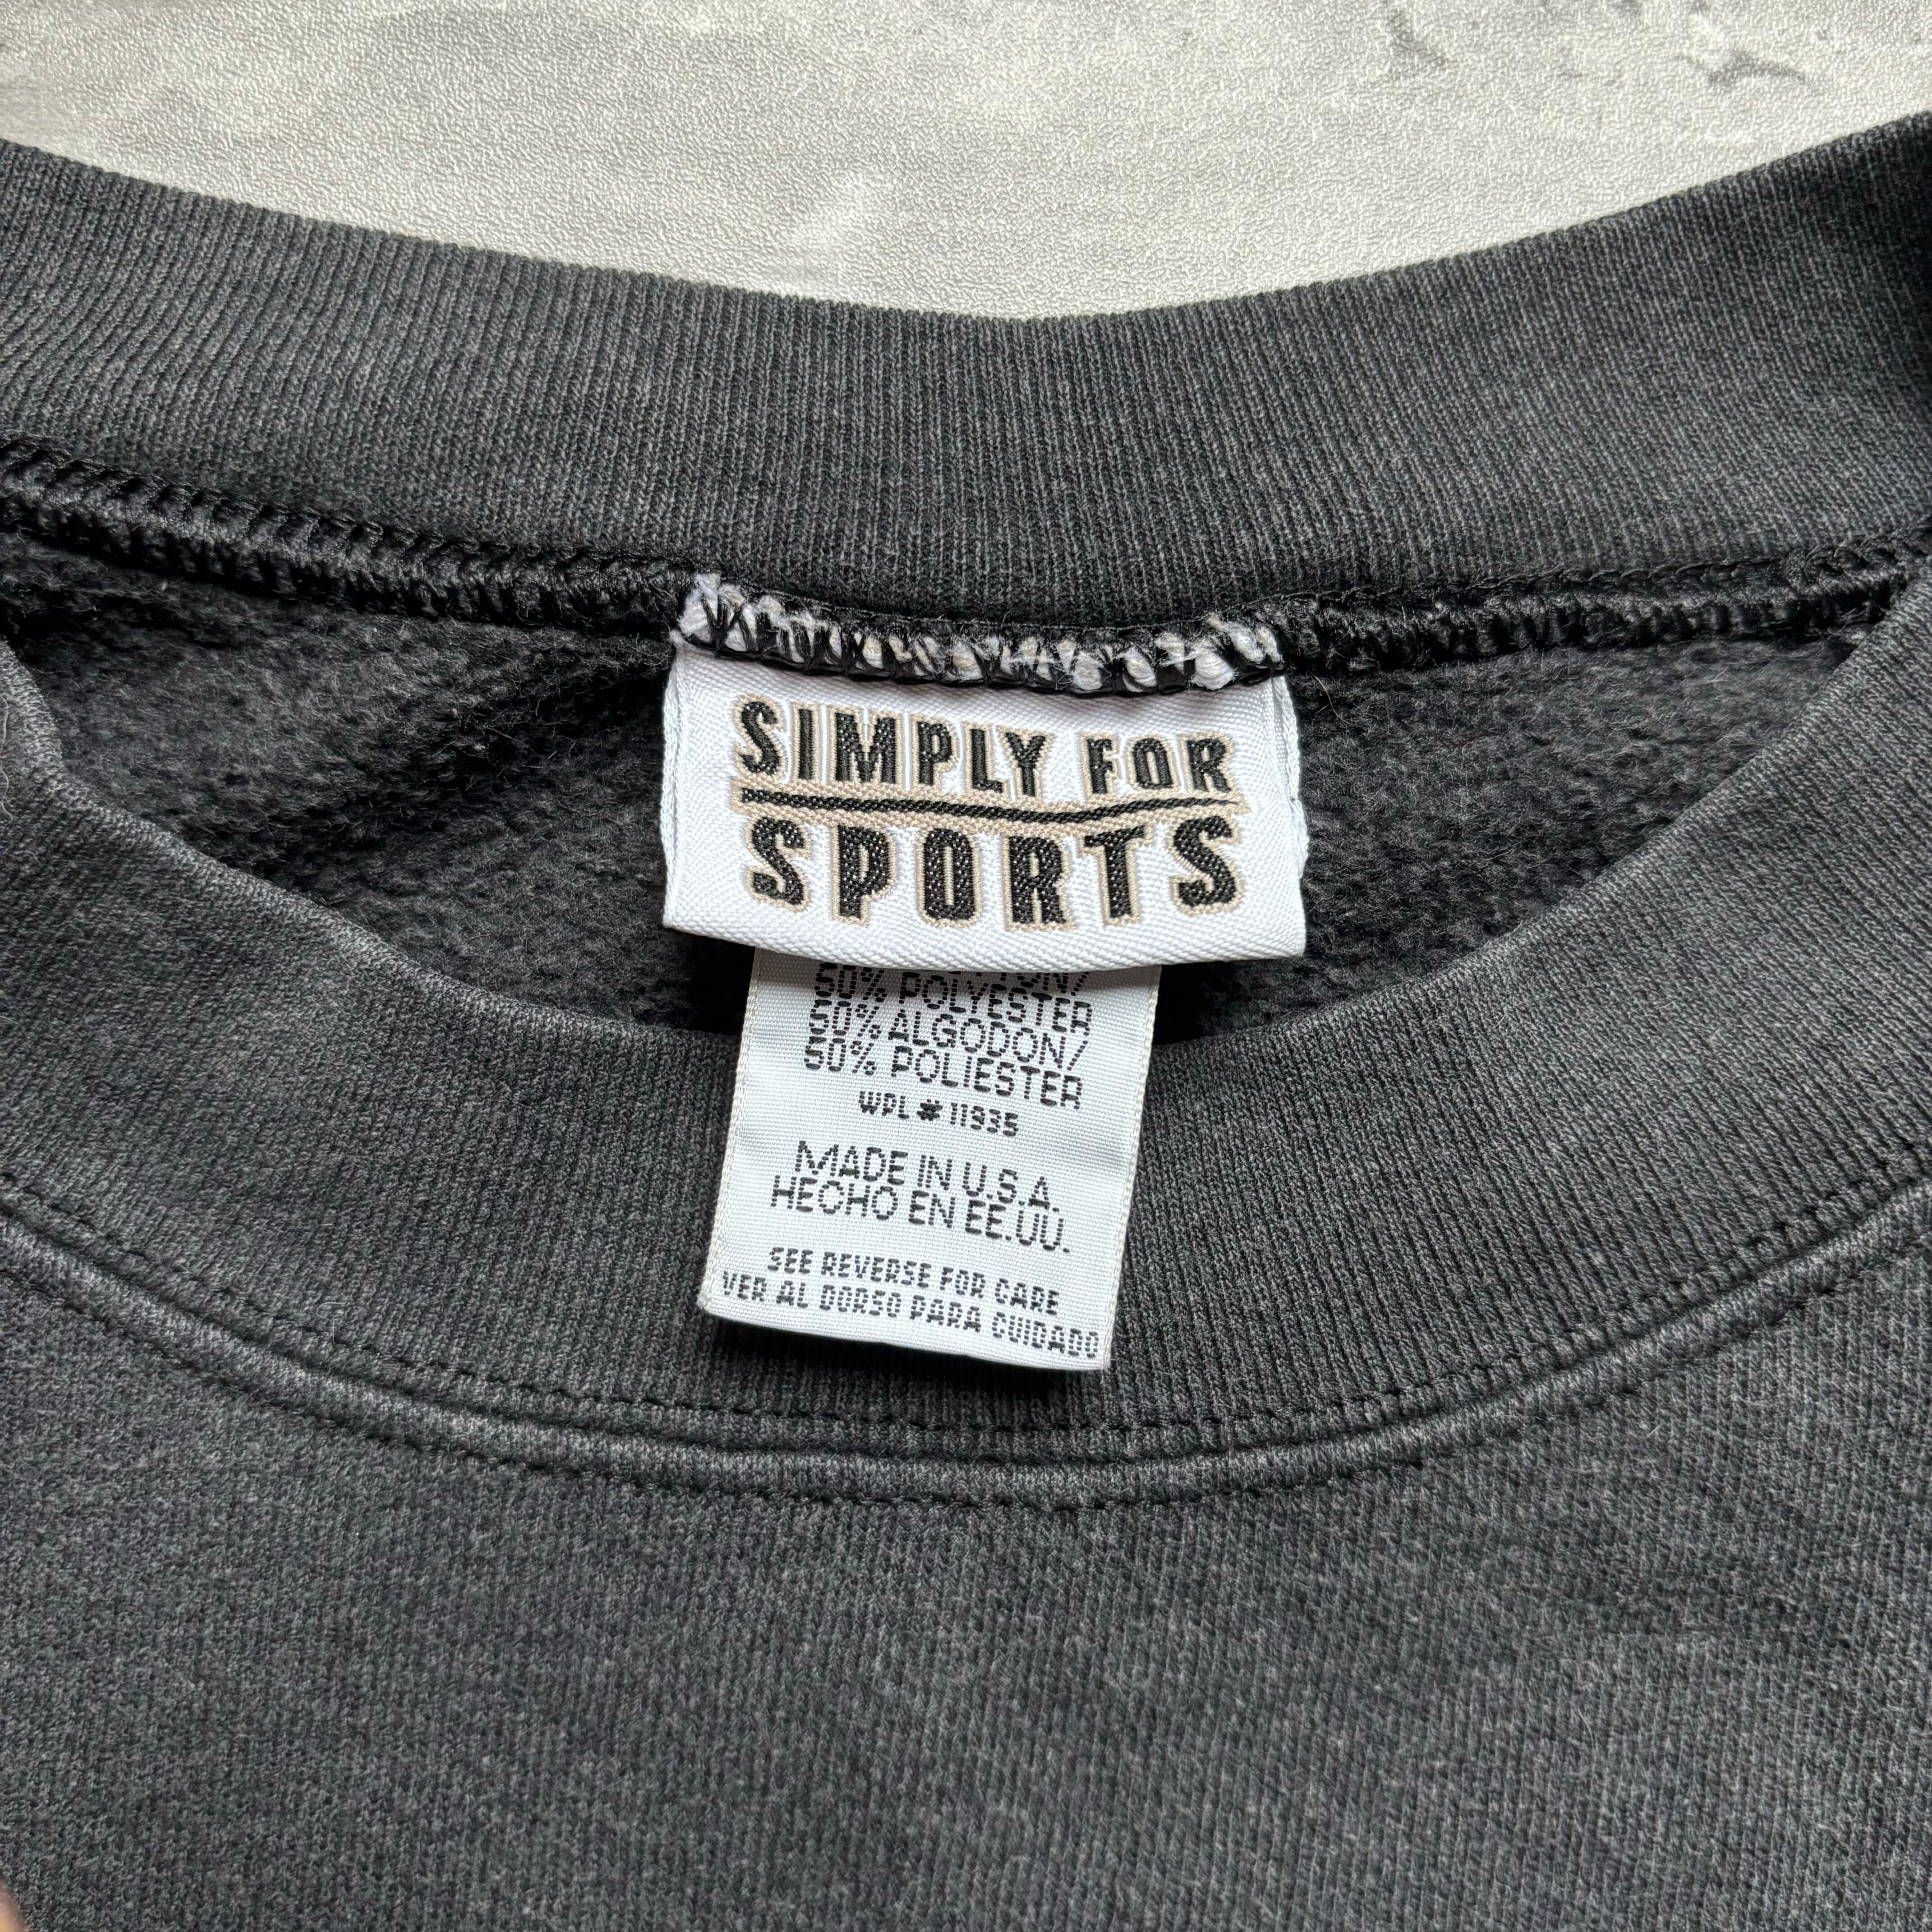 SIMPLY FOR
SPORTS
50% POLYESTER
50% ALGODON/
50% POLIESTER
WPL # 11935
MADE IN U.S.A.
HECHO EN EE.UU.
SEE REVERSE FOR CARE
VER AL DORSO PARA CUIDADO